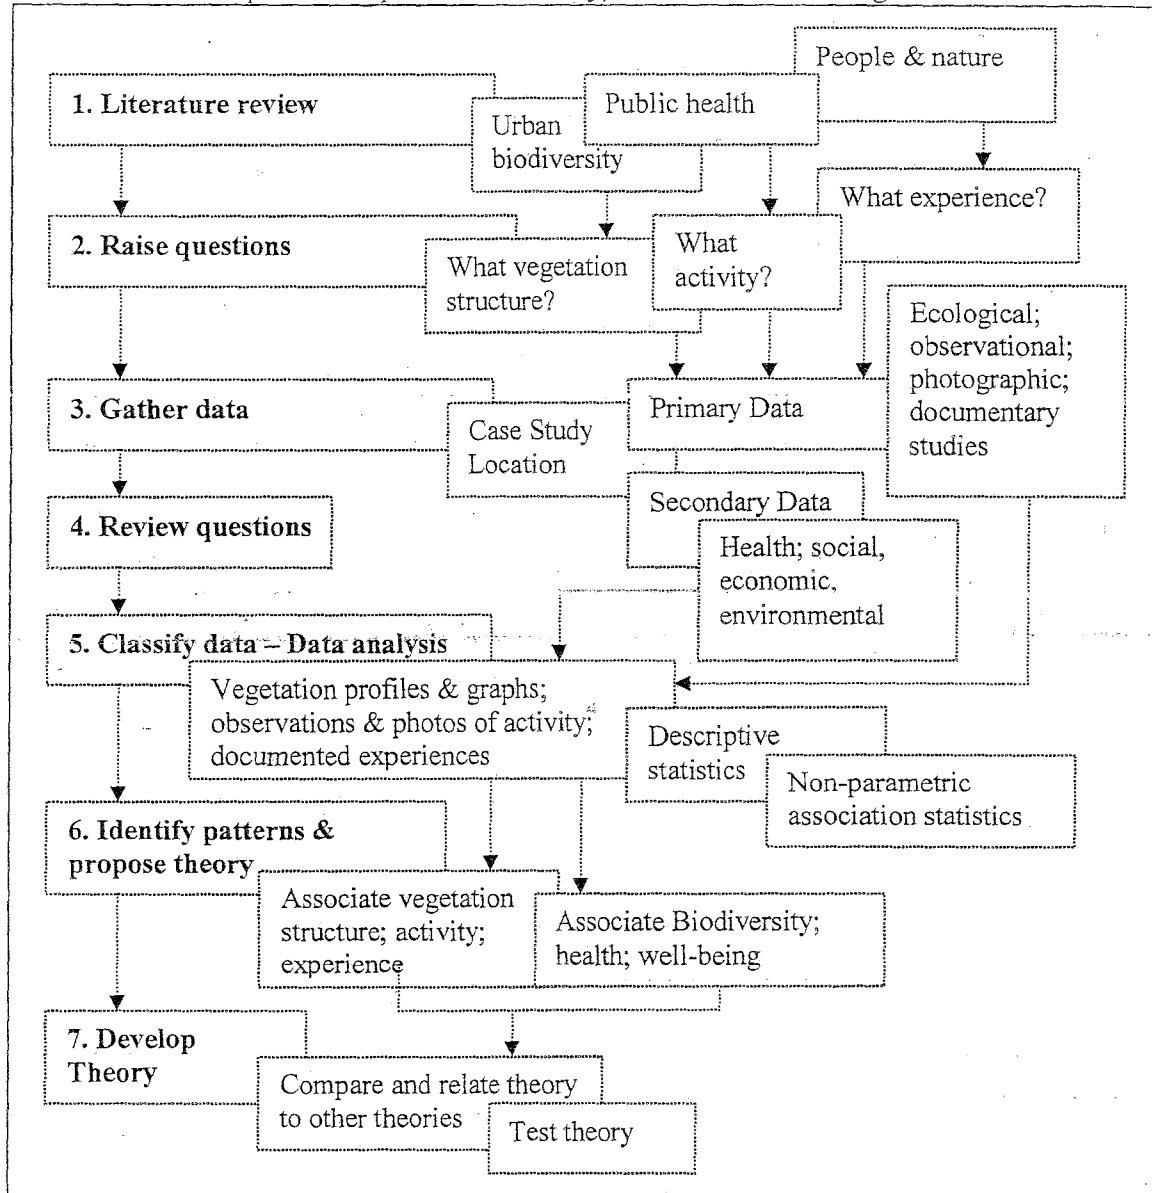 People & nature
1. Literature review
Public health
Urban
biodiversity
What experience?
2. Raise questions
What
activity?
What vegetation
structure?
Ecological;
observational;
photographic;
documentary
studies
3. Gather data
Primary Data
Case Study
Location
Secondary Data
4. Review questions
Health; social,
economic,
environmental
5. Classify data – Data analysis
Vegetation profiles & graphs;
observations & photos of activity;
documented experiences
Descriptive
statistics
Non-parametric
association statistics
6. Identify patterns &
propose theory
Associate vegetation
structure; activity;
experience
Associate Biodiversity;
health; well-being
7. Develop
Theory
Compare and relate theory
to other theories
Test theory